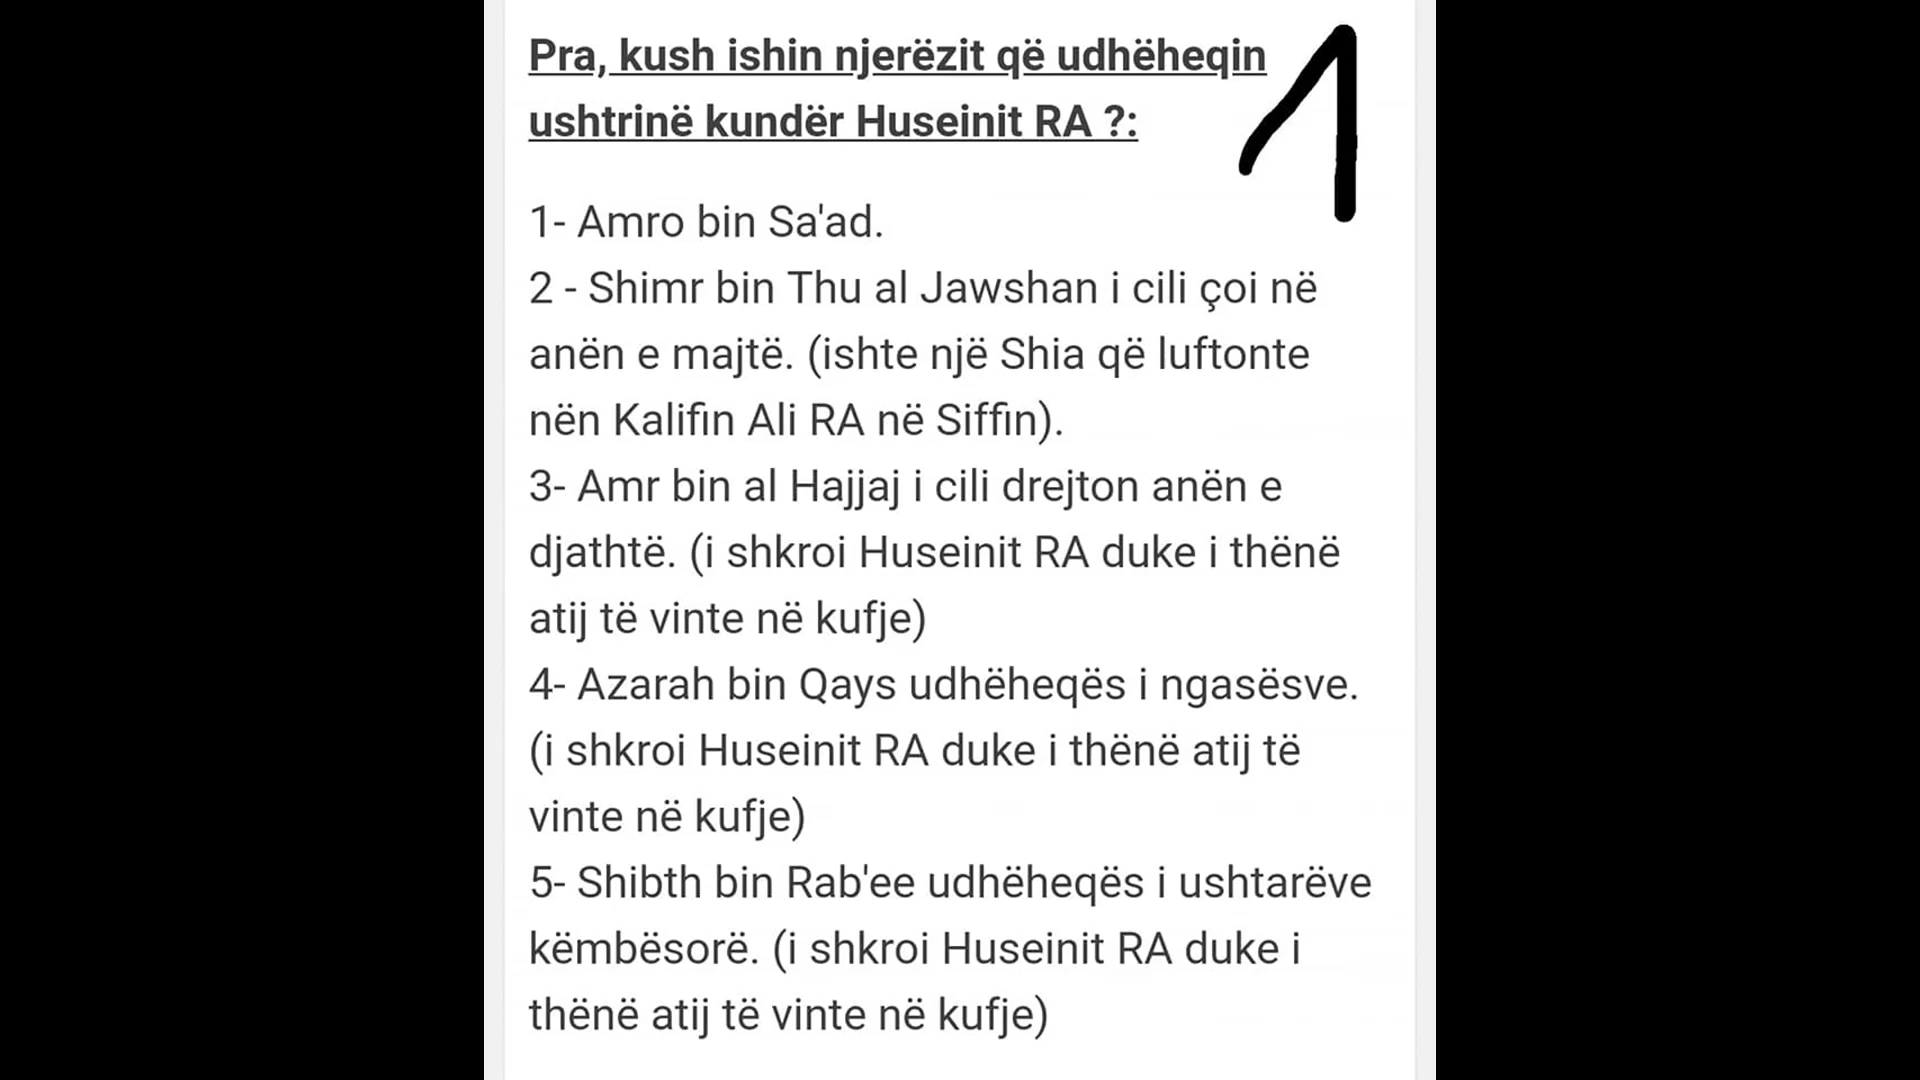 Pra, kush ishin njerëzit që udhëheqin
ushtrinë kundër Huseinit RA ?:
1
1- Amro bin Sa'ad.
2 - Shimr bin Thu al Jawshan i cili çoi në
anën e majtë. (ishte një Shia që luftonte
nën Kalifin Ali RA në Siffin).
3- Amr bin al Hajjaj i cili drejton anën e
djathtë. (i shkroi Huseinit RA duke i thënë
atij të vinte në kufje)
4- Azarah bin Qays udhëheqës i ngasësve.
(i shkroi Huseinit RA duke i thënë atij të
vinte në kufje)
5- Shibth bin Rab'ee udhëheqës i ushtarëve
këmbësorë. (i shkroi Huseinit RA duke i
thënë atij të vinte në kufje)